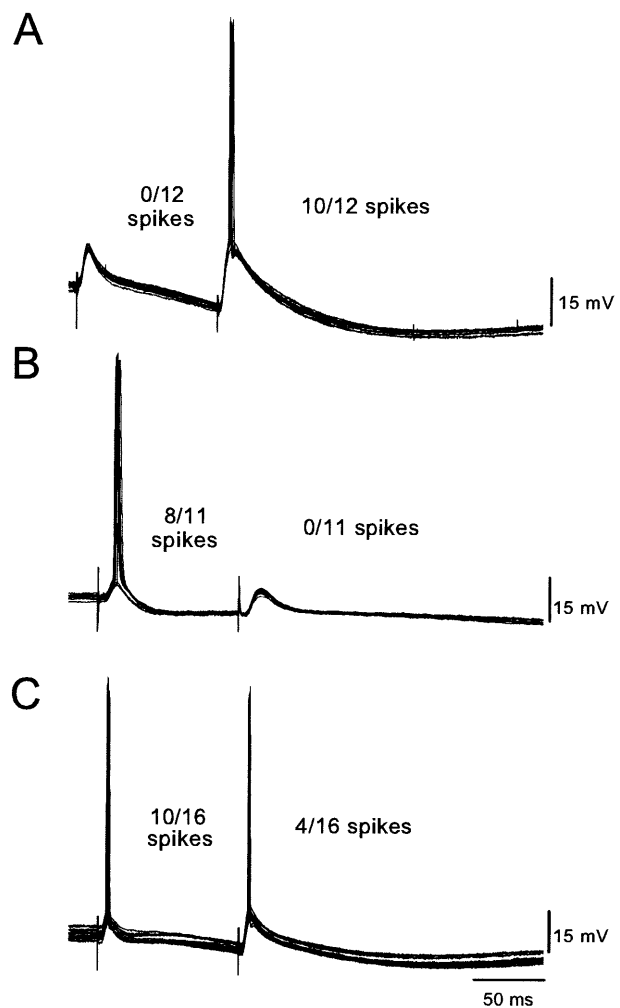 A
0/12
spikes
10/12 spikes
15 mV
B
8/11
spikes
0/11 spikes
15 mV
C
10/16
spikes
4/16 spikes
15 mV
50 ms